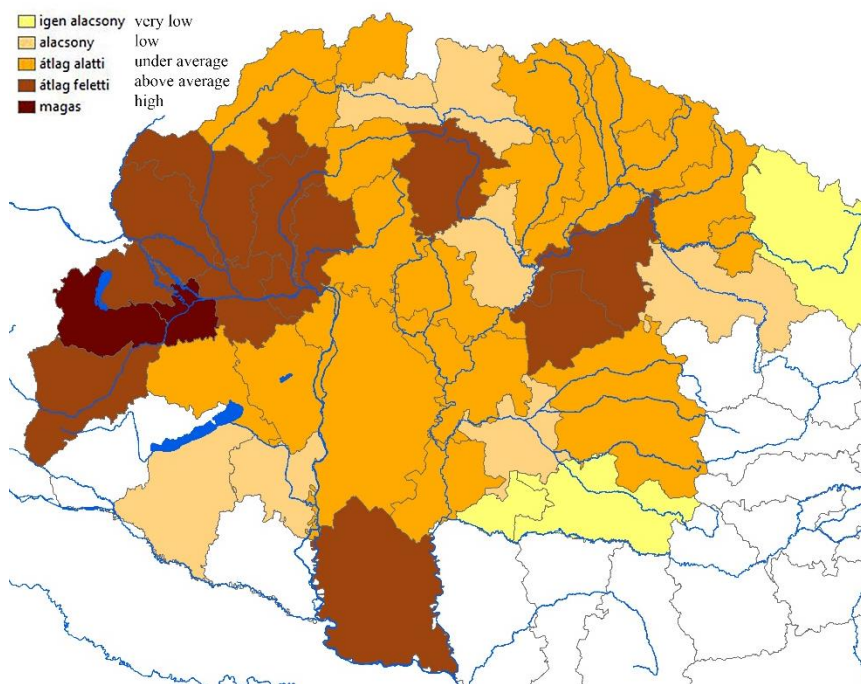 igen alacsony very low
alacsony low
átlag alatti under average
átlag feletti above average
magas high